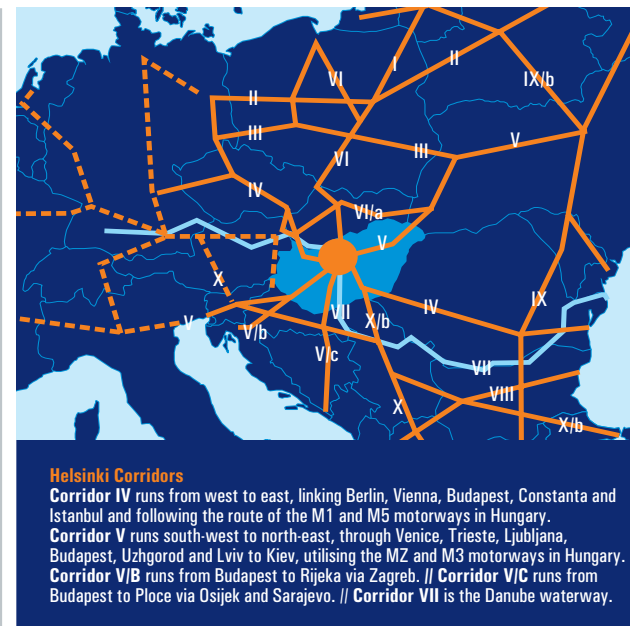 VI
I
II
IX/b
II
III
V
III
VI
IV
VI/a
V
X
IX
IV
VII
X/b
V
V/b
V/c
VII
VIII
X
X/b
Helsinki Corridors
Corridor IV runs from west to east, linking Berlin, Vienna, Budapest, Constanta and
Istanbul and following the route of the M1 and M5 motorways in Hungary.
Corridor V runs south-west to north-east, through Venice, Trieste, Ljubljana,
Budapest, Uzhgorod and Lviv to Kiev, utilising the MZ and M3 motorways in Hungary.
Corridor V/B runs from Budapest to Rijeka via Zagreb. // Corridor V/C runs from
Budapest to Ploce via Osijek and Sarajevo. // Corridor VII is the Danube waterway.